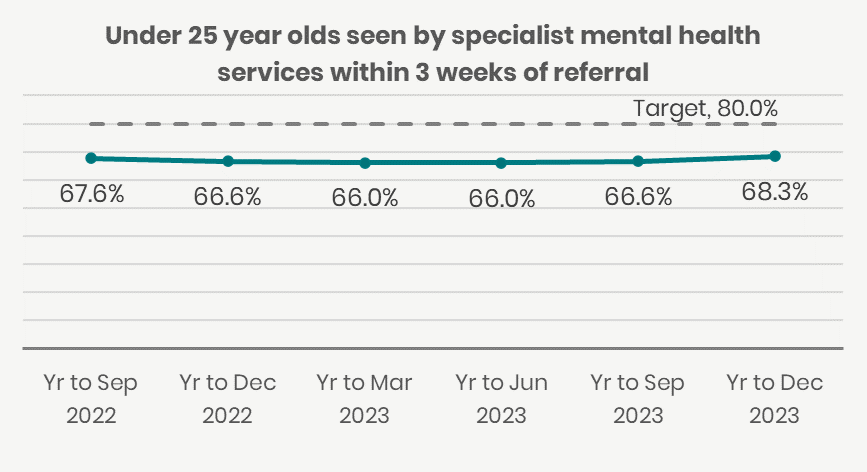 Under 25 year olds seen by specialist mental health
services within 3 weeks of referral
Target, 80.0%
67.6% 66.6% 66.0% 66.0% 66.6% 68.3%
Yr to Sep Yr to Dec Yr to Mar Yr to Jun Yr to Sep Yr to Dec
2022 2022 2023 2023 2023 2023